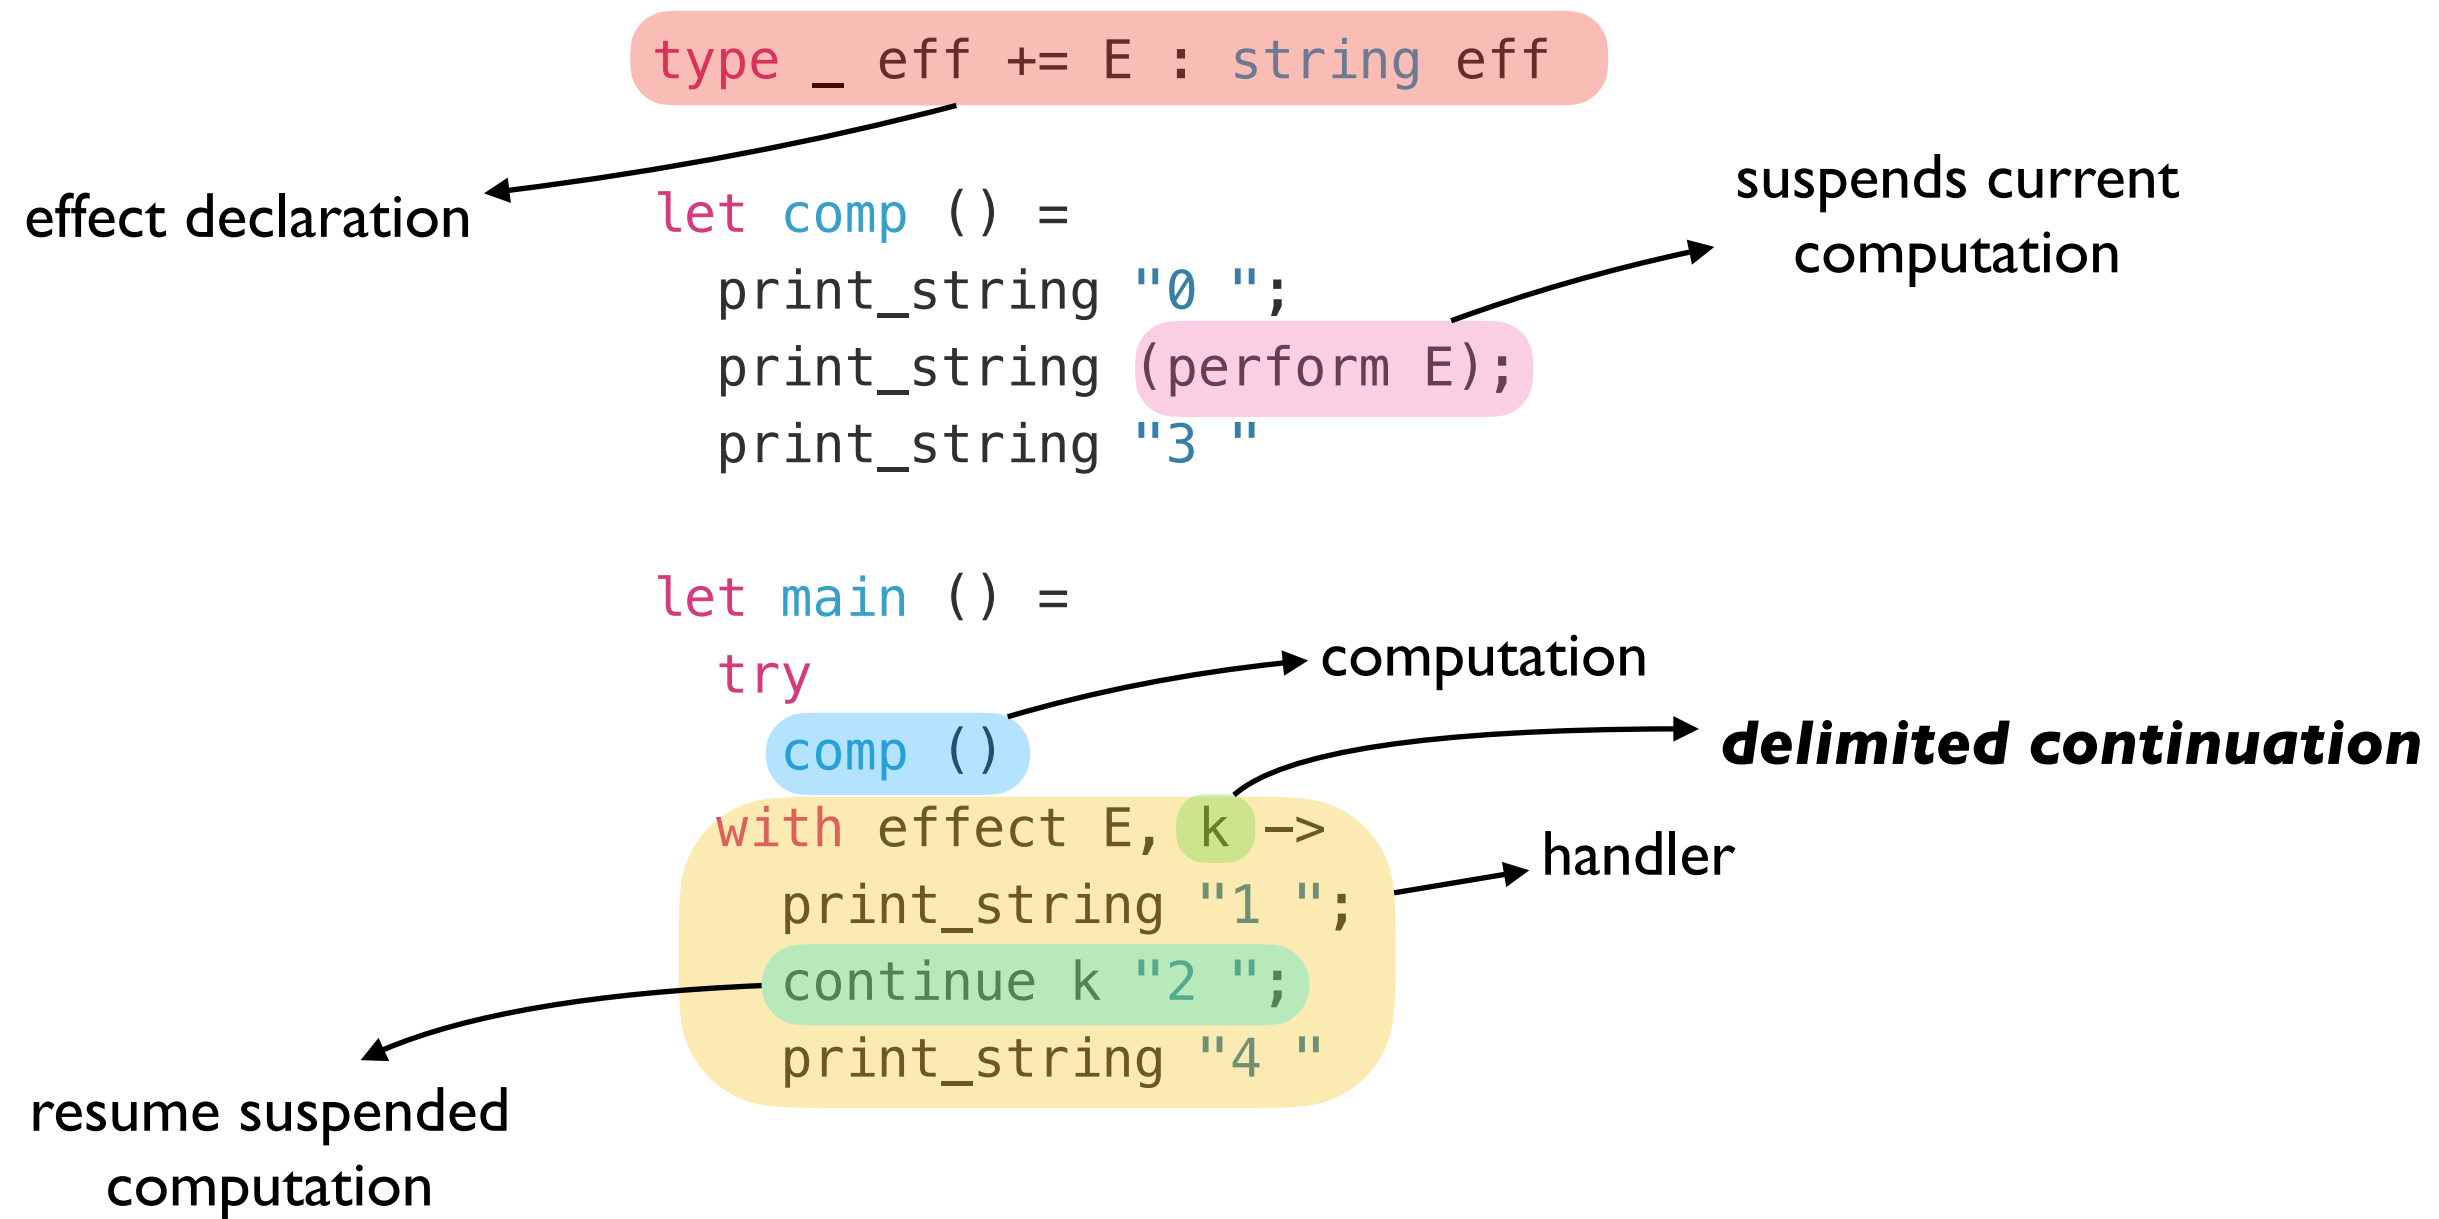 type _ eff += E : string eff
effect declaration
let comp () =
print_string "0 ";
print_string (perform E);
print_string "3 "
suspends current
computation
let main () =
try
comp ()
computation
with effect E, k ->
delimited continuation
print_string "1 ";
handler
continue k "2 ";
print_string "4 "
resume suspended
computation